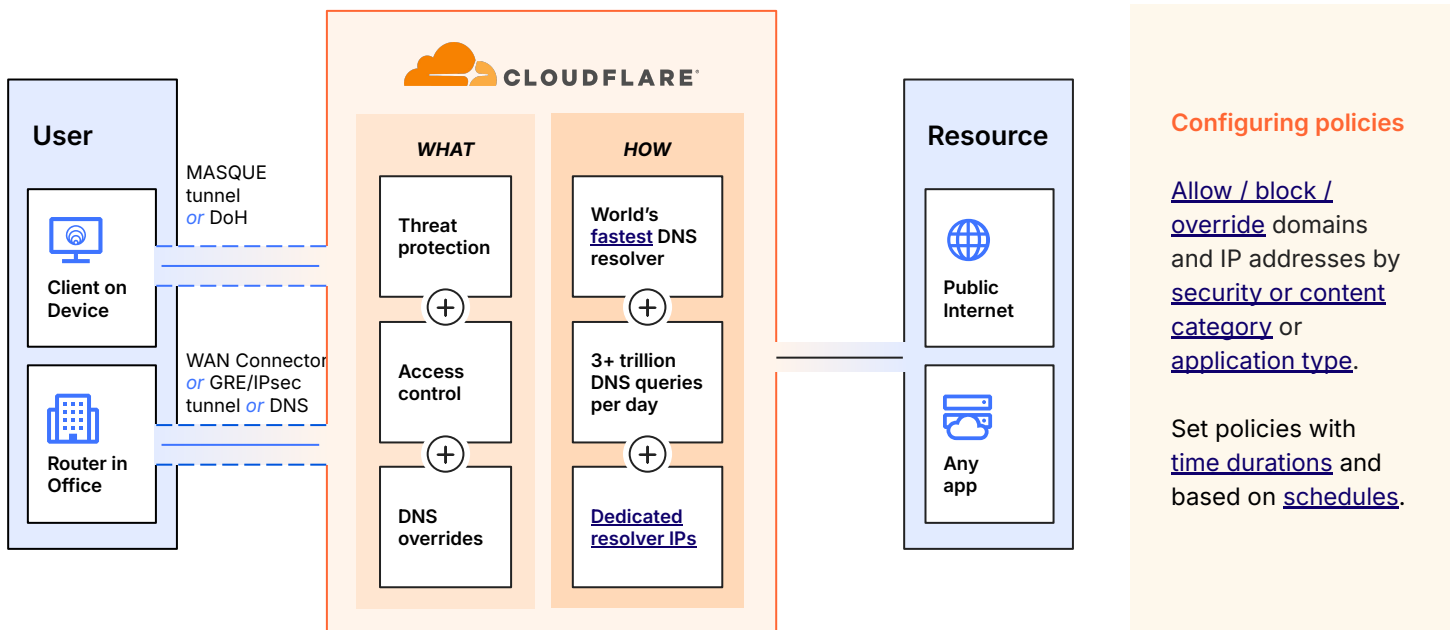 User
MASQUE
tunnel
or DoH
Client on
Device
WAN Connector
or GRE/IPsec
tunnel or DNS
Router in
Office
CLOUDFLARE®
WHAT
Threat
protection
Access
control
DNS
overrides
HOW
World’s
fastest DNS
resolver
3+ trillion
DNS queries
per day
Dedicated
resolver IPs
Resource
Public
Internet
Any
app
Configuring policies
Allow / block /
override domains
and IP addresses by
security or content
category or
application type.
Set policies with
time durations and
based on schedules.